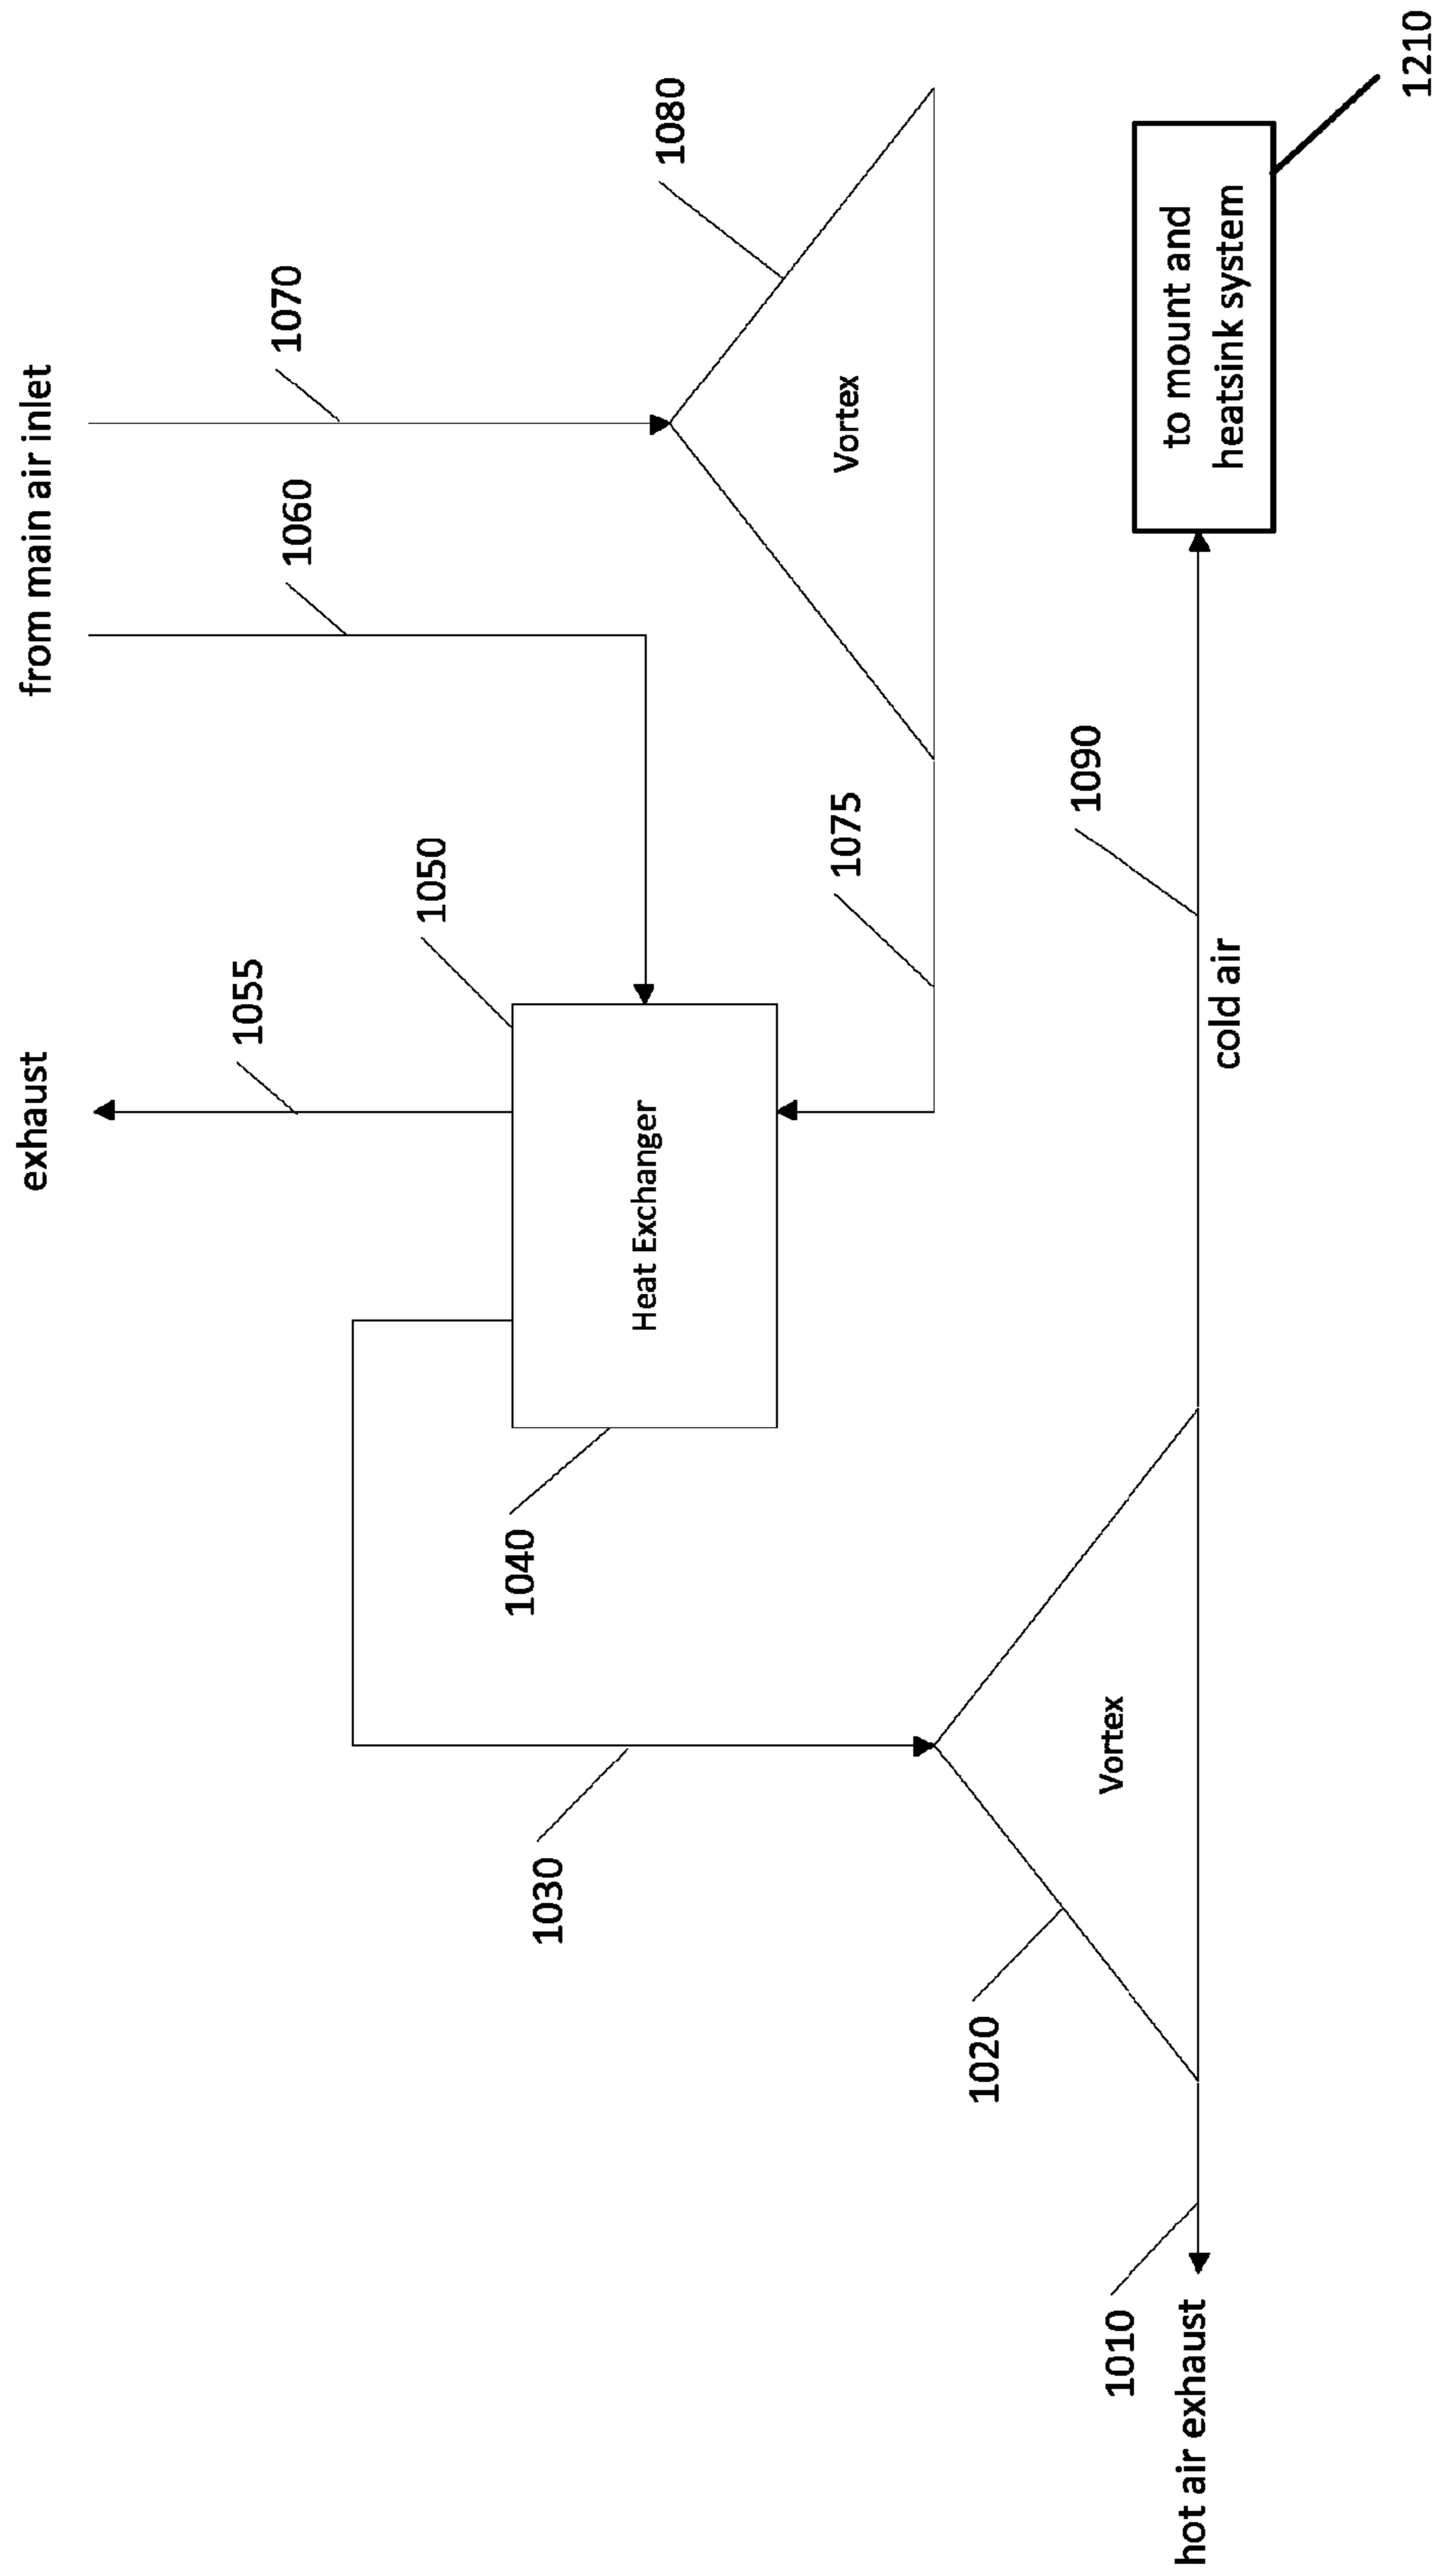 exhaust
from main air inlet
1055
1060
1070
1050
1040
Heat Exchanger
1030
1080
1075
Vortex
1020
Vortex
1090
1010
hot air exhaust
cold air
to mount and
heatsink system
1210